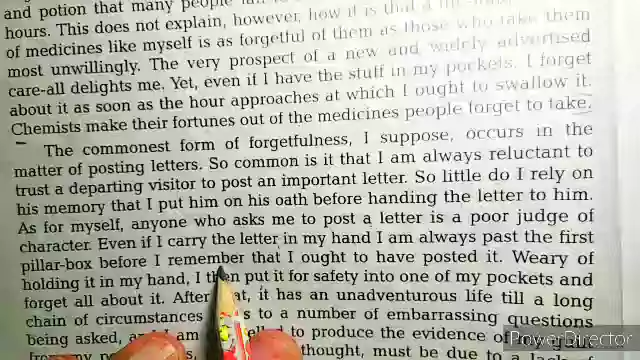 and potion that many people
hours. This does not explain, however, how it is that a
of medicines like myself is as forgetful of them as those who take them
most unwillingly. The very prospect of a new and widely advertised
care-all delights me. Yet, even if I have the stuff in my pockets, I forget
about it as soon as the hour approaches at which I ought to swallow it.
Chemists make their fortunes out of the medicines people forget to take.
The commonest form of forgetfulness, I suppose, occurs in the
matter of posting letters. So common is it that I am always reluctant to
trust a departing visitor to post an important letter. So little do I rely on
his memory that I put him on his oath before handing the letter to him.
As for myself, anyone who asks me to post a letter is a poor judge of
character. Even if I carry the letter in my hand I am always past the first
pillar-box before I remember that I ought to have posted it. Weary of
holding it in my hand, I then put it for safety into one of my pockets and
forget all about it. After that, it has an unadventurous life till a long
chain of circumstances to a number of embarrassing questions
being asked, and I am to produce the evidence of my guilt
from my thought, must be due to a lack of
PowerDirector